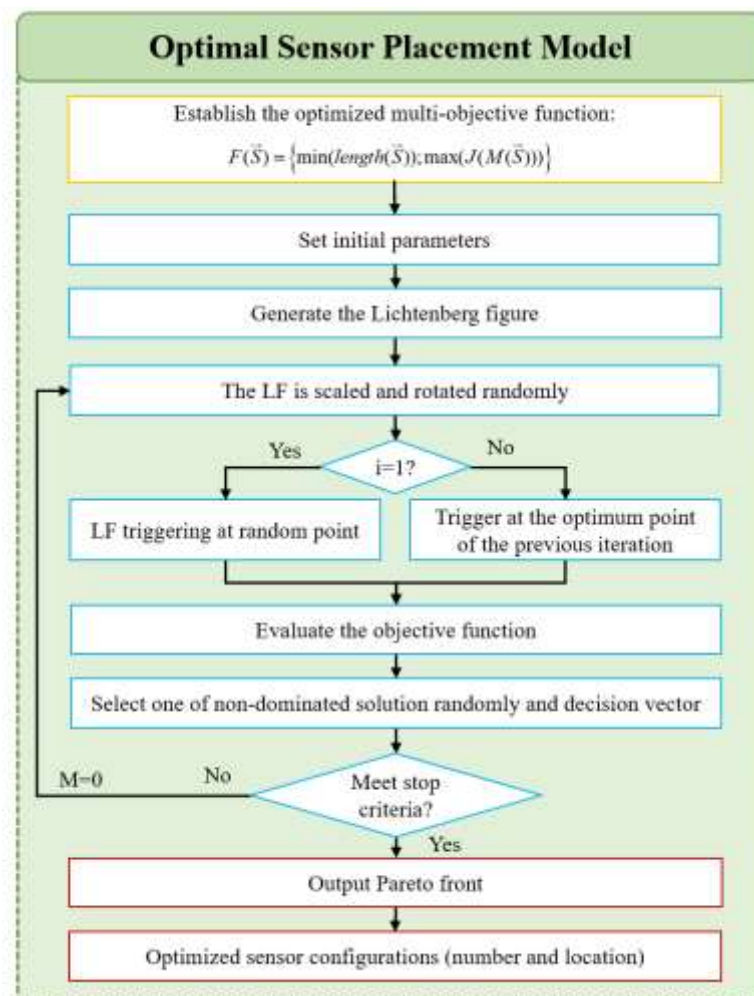 Optimal Sensor Placement Model
Establish the optimized multi-objective function:
F(S⃗) = {min(length(S⃗));max(J(M(S⃗)))}
Set initial parameters
Generate the Lichtenberg figure
The LF is scaled and rotated randomly
Yes
i=1?
No
LF triggering at random point
Trigger at the optimum point
of the previous iteration
Evaluate the objective function
Select one of non-dominated solution randomly and decision vector
M=0
No
Meet stop
criteria?
Yes
Output Pareto front
Optimized sensor configurations (number and location)